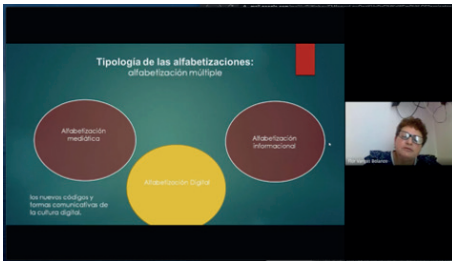 Tipología de las alfabetizaciones:
alfabetización múltiple
Alfabetización
mediática
Alfabetización
informacional
Alfabetización Digital
los nuevos códigos y
formas comunicativas de
la cultura digital.